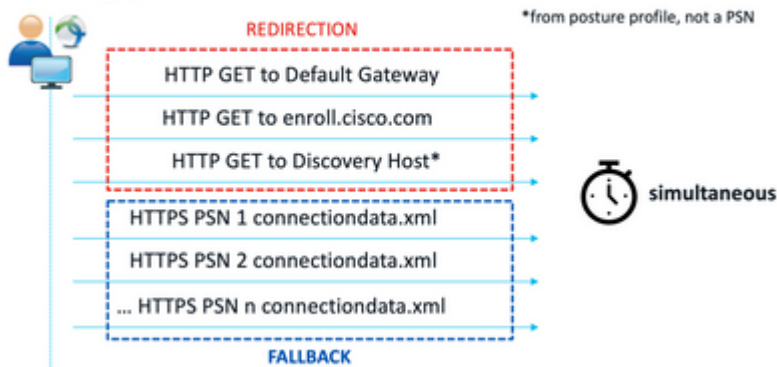 REDIRECTION
*from posture profile, not a PSN
HTTP GET to Default Gateway
HTTP GET to enroll.cisco.com
HTTP GET to Discovery Host*
simultaneous
HTTPS PSN 1 connectiondata.xml
HTTPS PSN 2 connectiondata.xml
... HTTPS PSN n connectiondata.xml
FALLBACK